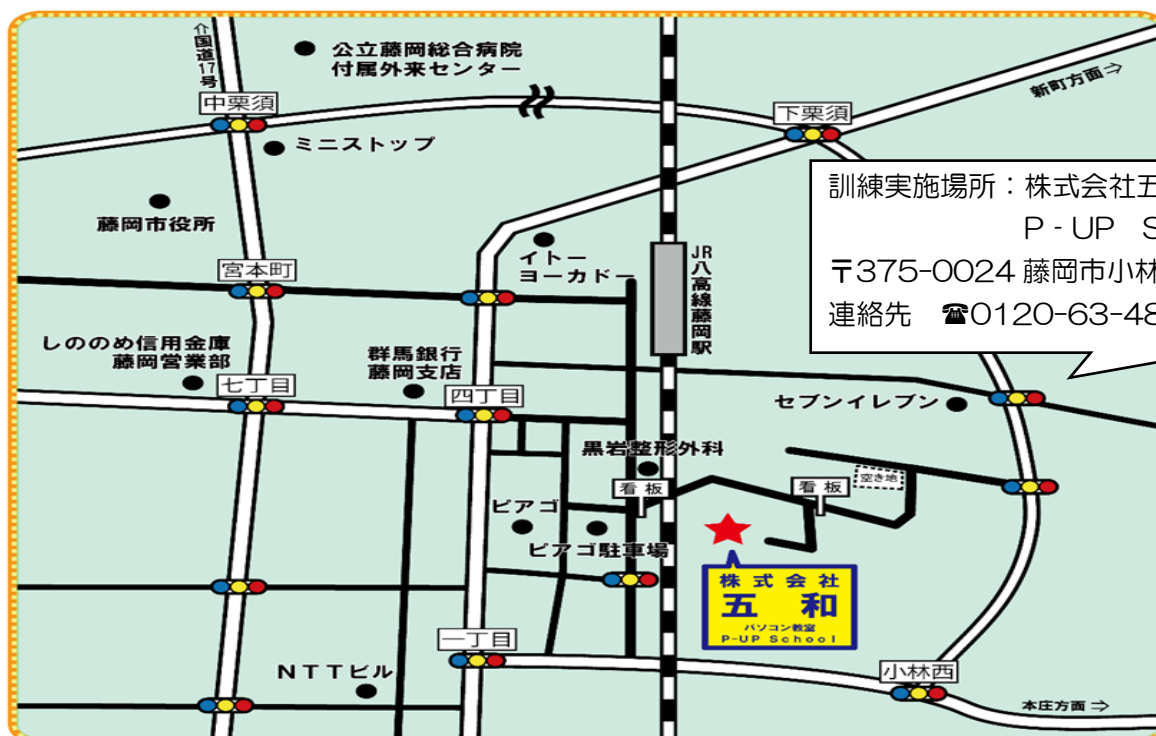 ⇧国道17号
公立藤岡総合病院
付属外来センター
新町方面⇨
中栗須
下栗須
ミニストップ
訓練実施場所：株式会社五
P‐UP S
〒375-0024 藤岡市小林
連絡先 ☎0120-63-48
藤岡市役所
イトー
ヨーカドー
JR八高線藤岡駅
宮本町
しののめ信用金庫
藤岡営業部
群馬銀行
藤岡支店
七丁目
四丁目
セブンイレブン
黒岩整形外科
看板
看板
空き地
ピアゴ
ピアゴ駐車場
株式会社
五和
パソコン教室
P-UP School
一丁目
NTTビル
小林西
本庄方面⇨